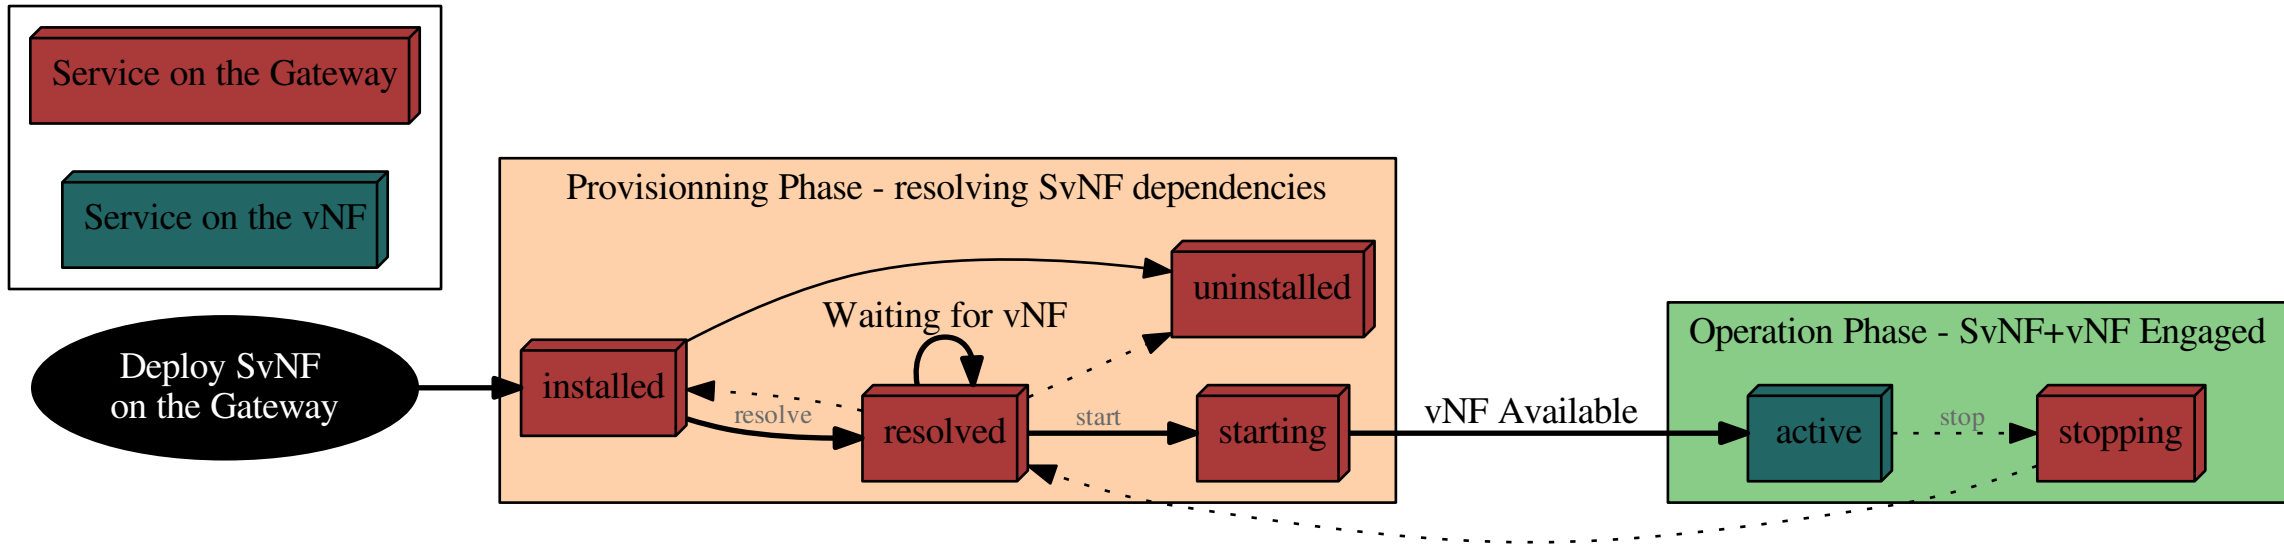 Service on the Gateway
Service on the vNF
Deploy SvNF
on the Gateway
Provisionning Phase - resolving SvNF dependencies
uninstalled
Waiting for vNF
installed
resolve
resolved
start
starting
vNF Available
Operation Phase - SvNF+vNF Engaged
active
stop
stopping